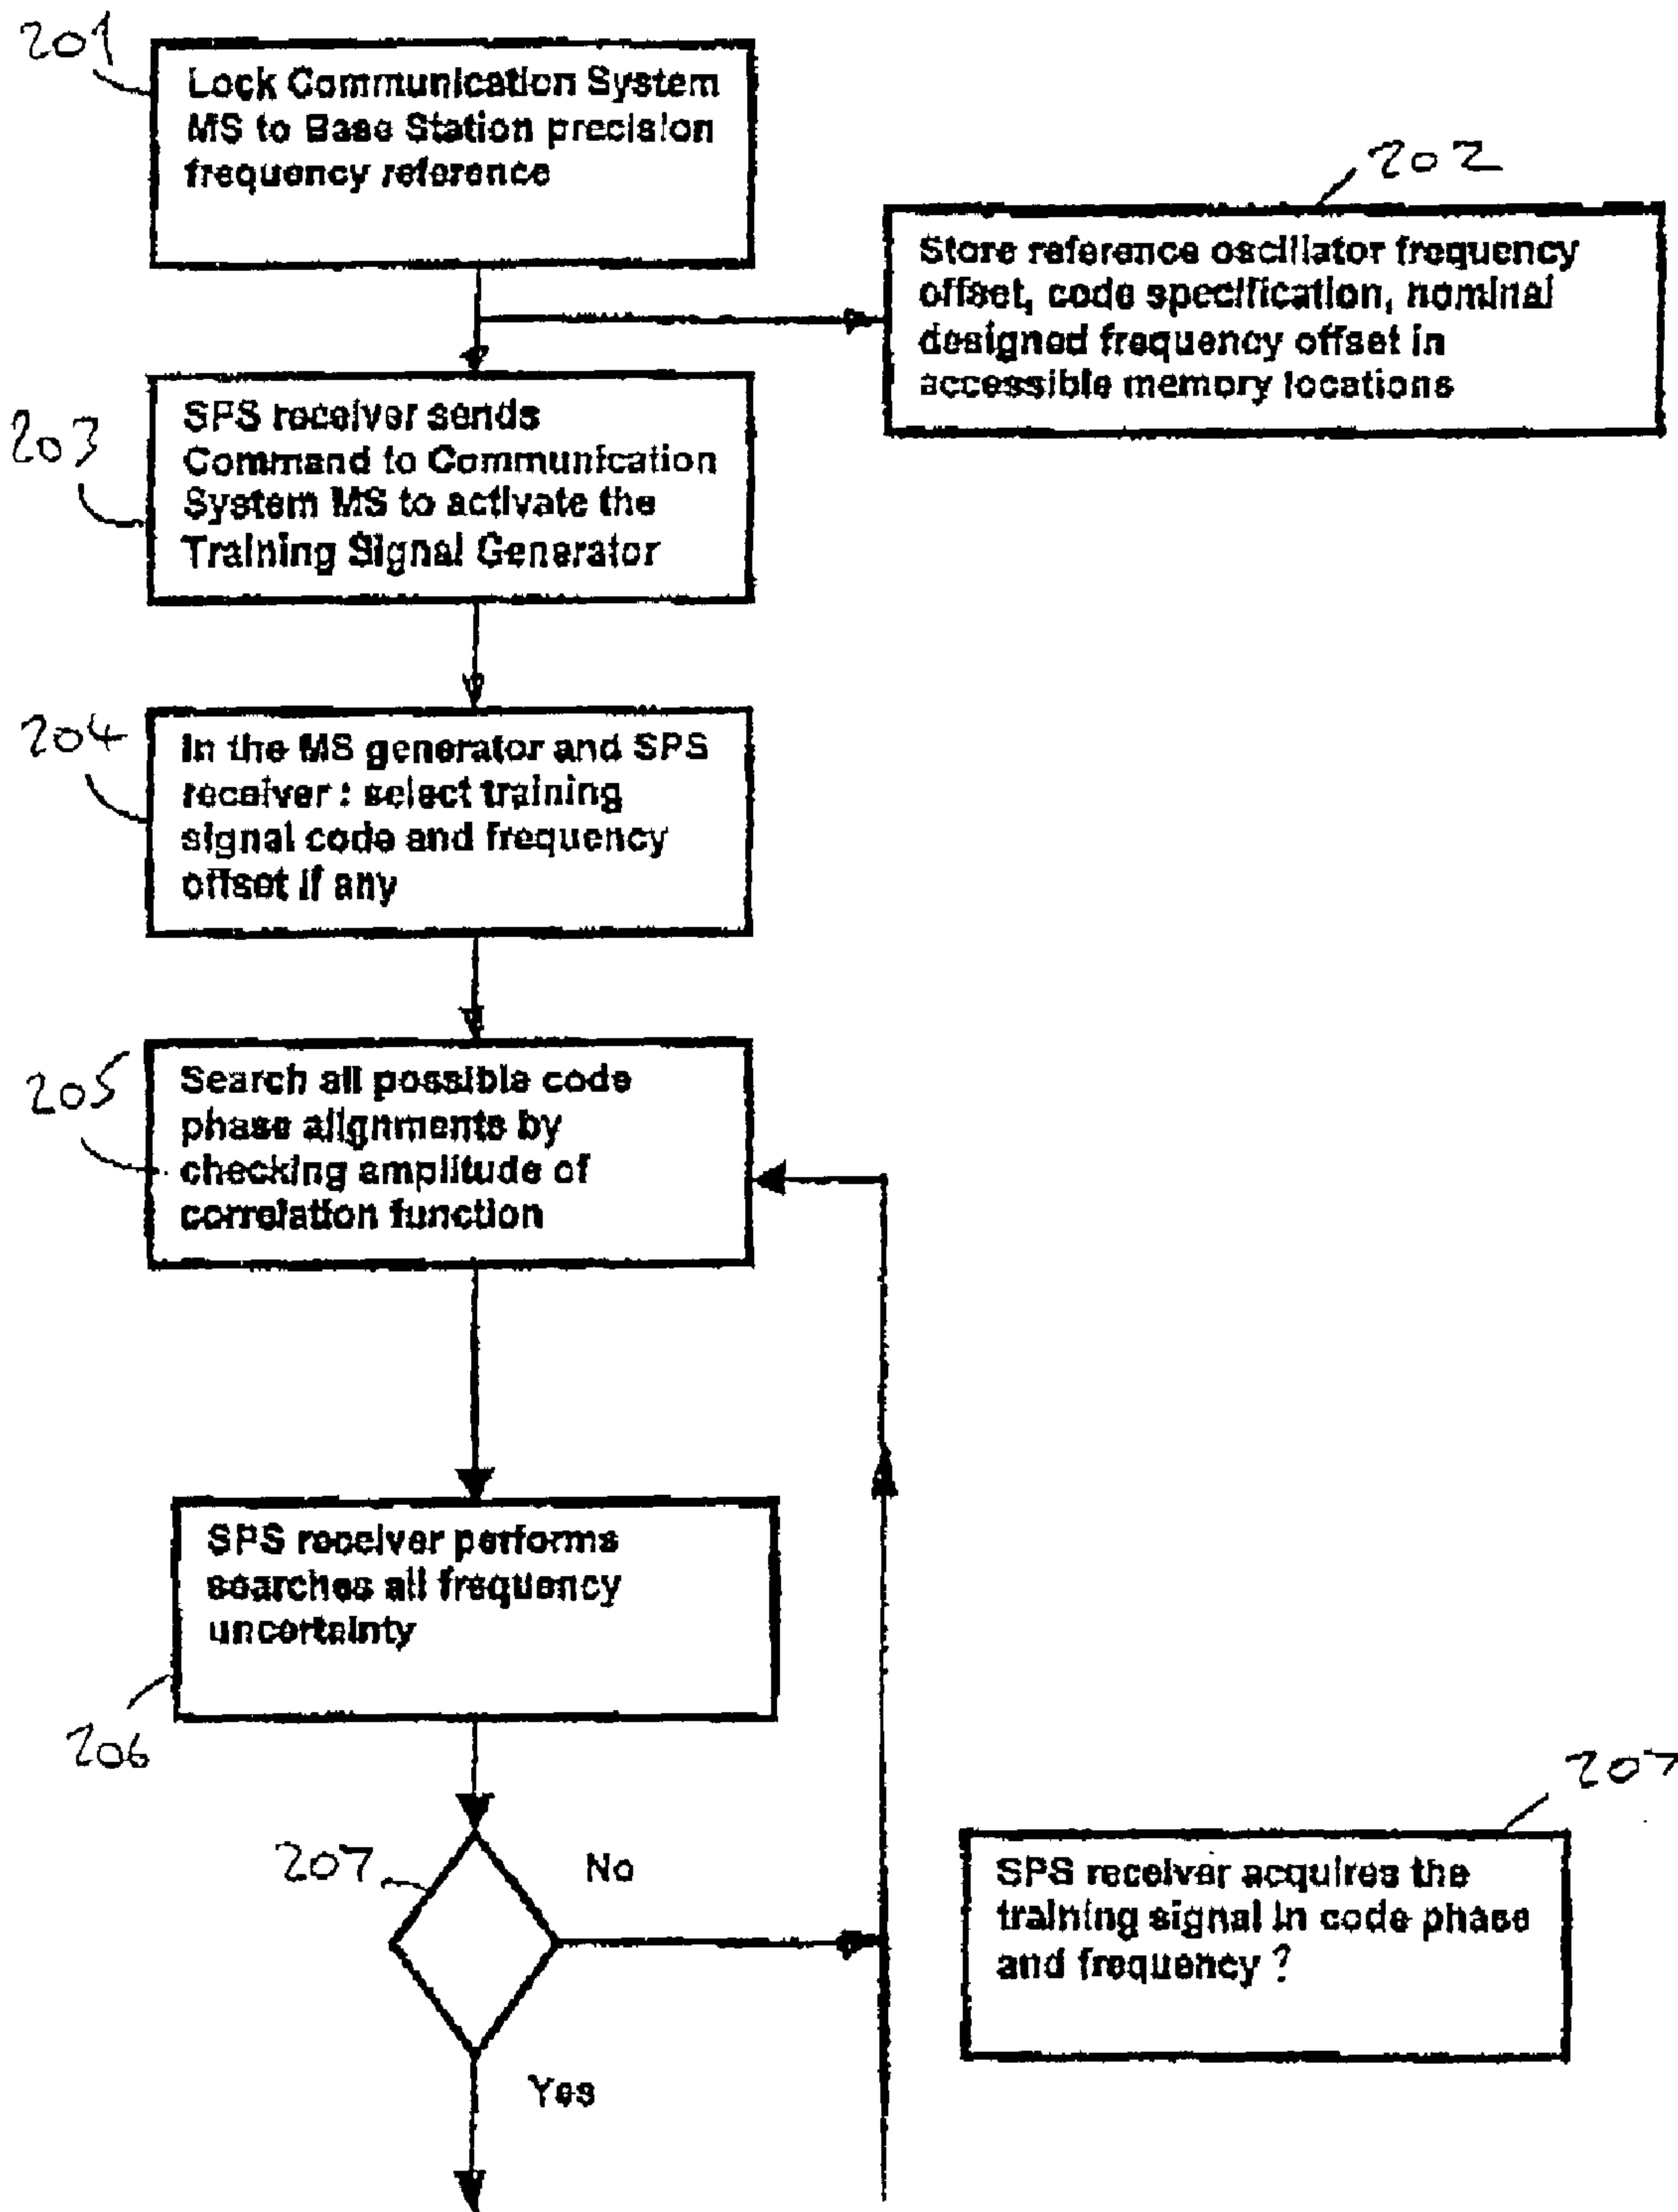 201
Lock Communication System
MS to Base Station precision
frequency reference
202
Store reference oscillator frequency
offset, code specification, nominal
designed frequency offset in
accessible memory locations
203
SPS receiver sends
Command to Communication
System MS to activate the
Training Signal Generator
204
In the MS generator and SPS
receiver : select training
signal code and frequency
offset if any
205
Search all possible code
phase alignments by
checking amplitude of
correlation function
SPS receiver performs
searches all frequency
uncertainty
206
207
No
Yes
207
SPS receiver acquires the
training signal in code phase
and frequency ?